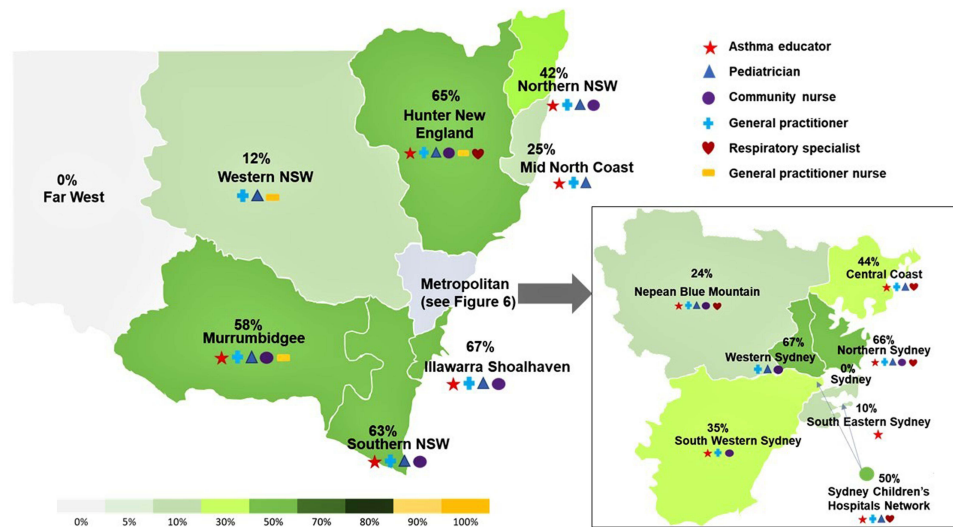 Asthma educator
Pediatrician
Community nurse
General practitioner
Respiratory specialist
General practitioner nurse
42%
Northern NSW
65%
Hunter New
England
25%
Mid North Coast
12%
Western NSW
0%
Far West
Metropolitan
(see Figure 6)
58%
Murrumbidgee
67%
Illawarra Shoalhaven
63%
Southern NSW
44%
Central Coast
24%
Nepean Blue Mountain
67%
Western Sydney
66%
Northern Sydney
0%
Sydney
10%
South Eastern Sydney
35%
South Western Sydney
50%
Sydney Children's
Hospitals Network
0% 5% 10% 30% 50% 70% 80% 90% 100%